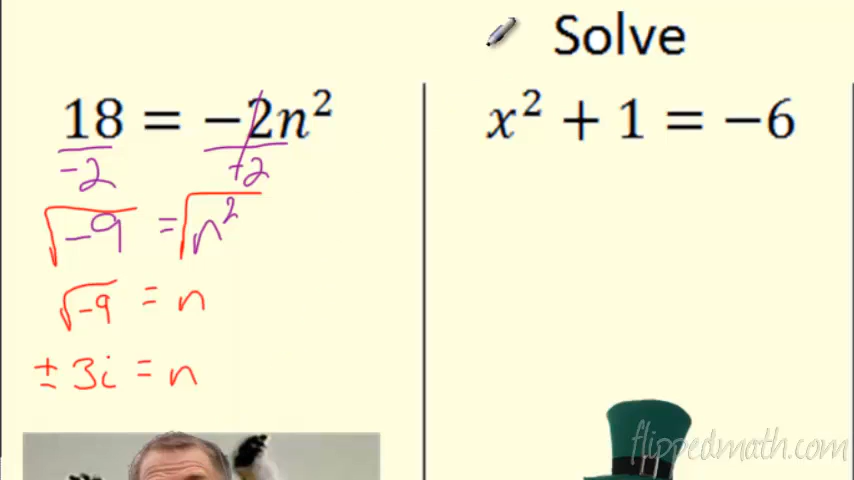 Solve
18 = −2n²
−2 −2
√−9 = √n²
√−9 = n
± 3i = n
x² + 1 = −6
flippedmath.com